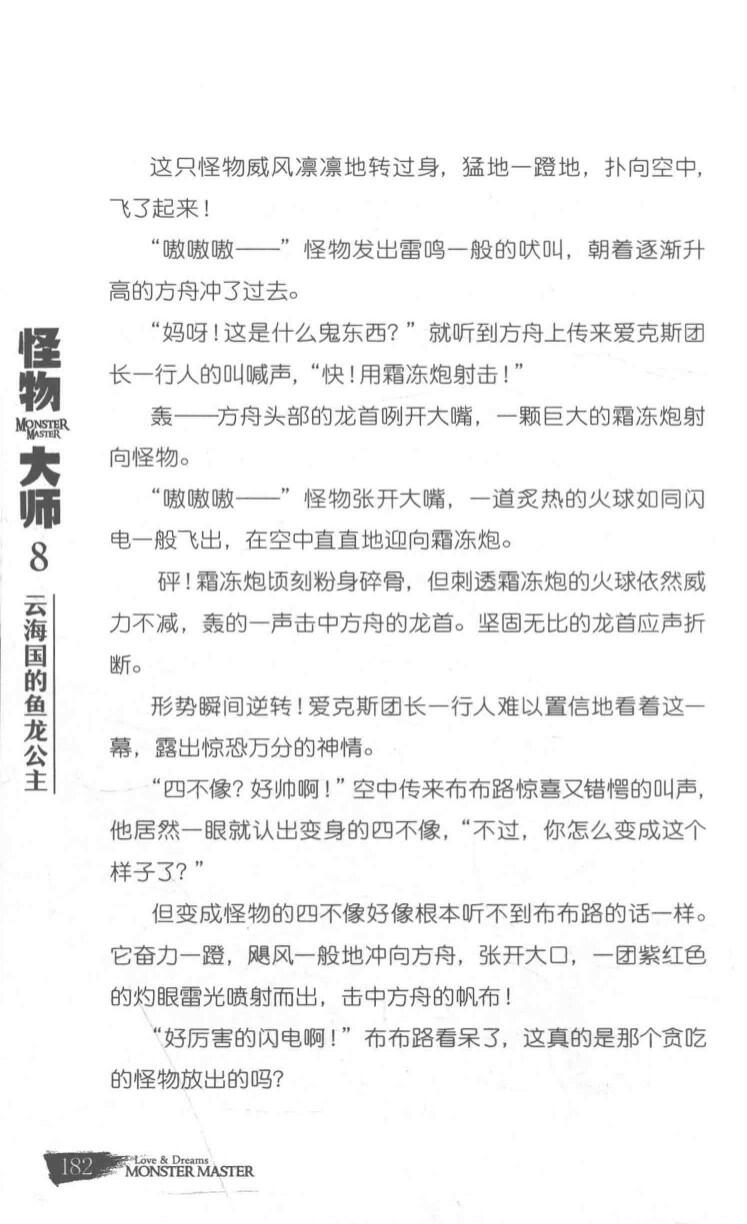 这只怪物威风凛凛地转过身，猛地一蹬地，扑向空中，
飞了起来！
“嗷嗷嗷——”怪物发出雷鸣一般的吠叫，朝着逐渐升
高的方舟冲了过去。
“妈呀！这是什么鬼东西？”就听到方舟上传来爱克斯团
长一行人的叫喊声，“快！用霜冻炮射击！”
轰——方舟头部的龙首咧开大嘴，一颗巨大的霜冻炮射
向怪物。
“嗷嗷嗷——”怪物张开大嘴，一道炙热的火球如同闪
电一般飞出，在空中直直地迎向霜冻炮。
砰！霜冻炮顷刻粉身碎骨，但刺透霜冻炮的火球依然威
力不减，轰的一声击中方舟的龙首。坚固无比的龙首应声折
断。
形势瞬间逆转！爱克斯团长一行人难以置信地看着这一
幕，露出惊恐万分的神情。
“四不像？好帅啊！”空中传来布布路惊喜又错愕的叫声，
他居然一眼就认出变身的四不像，“不过，你怎么变成这个
样子了？”
但变成怪物的四不像好像根本听不到布布路的话一样。
它奋力一蹬，飓风一般地冲向方舟，张开大口，一团紫红色
的灼眼雷光喷射而出，击中方舟的帆布！
“好厉害的闪电啊！”布布路看呆了，这真的是那个贪吃
的怪物放出的吗？
怪物
MONSTER
MASTER
大师
8
云海国的鱼龙公主
182
Love & Dreams
MONSTER MASTER